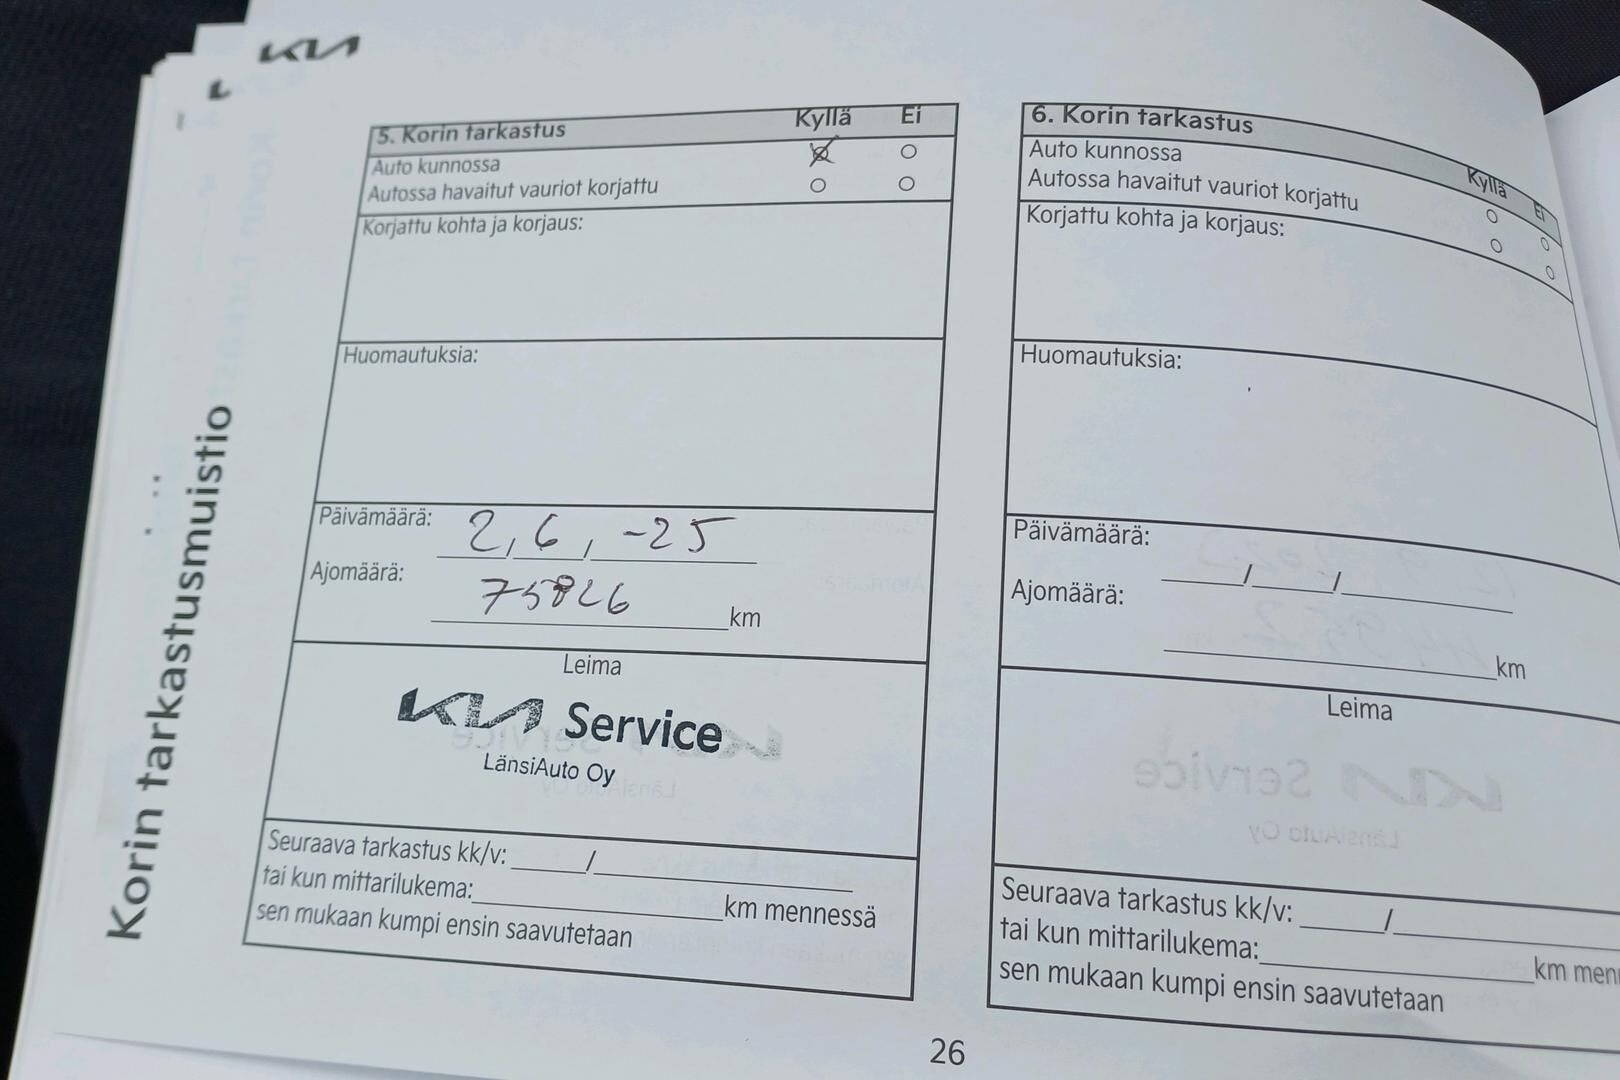 KIA
Korin tarkastusmuistio
5. Korin tarkastus Kyllä Ei
Auto kunnossa
Autossa havaitut vauriot korjattu
Korjattu kohta ja korjaus:
Huomautuksia:
Päivämäärä: 2, 6, -25
Ajomäärä: 75826 km
Leima
KIA Service
LänsiAuto Oy
Seuraava tarkastus kk/v: /
tai kun mittarilukema: km mennessä
sen mukaan kumpi ensin saavutetaan
6. Korin tarkastus Kyllä Ei
Auto kunnossa
Autossa havaitut vauriot korjattu
Korjattu kohta ja korjaus:
Huomautuksia:
Päivämäärä: / /
Ajomäärä: km
Leima
Seuraava tarkastus kk/v: /
tai kun mittarilukema: km men
sen mukaan kumpi ensin saavutetaan
26